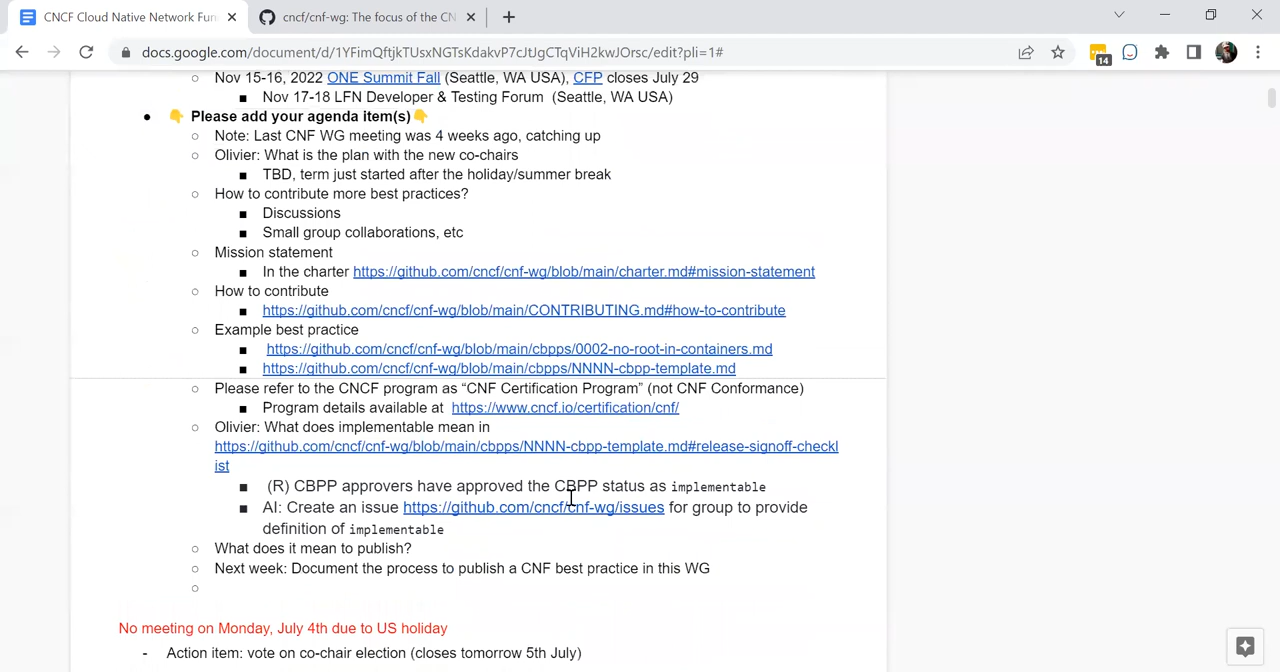 CNCF Cloud Native Network Fun
cncf/cnf-wg: The focus of the CN
docs.google.com/document/d/1YFimQftjkTUsxNGTsKdakvP7cJtJgCTqViH2kwJOrsc/edit?pli=1#
14
Nov 15-16, 2022 ONE Summit Fall (Seattle, WA USA), CFP closes July 29
Nov 17-18 LFN Developer & Testing Forum (Seattle, WA USA)
👇 Please add your agenda item(s)👇
Note: Last CNF WG meeting was 4 weeks ago, catching up
Olivier: What is the plan with the new co-chairs
TBD, term just started after the holiday/summer break
How to contribute more best practices?
Discussions
Small group collaborations, etc
Mission statement
In the charter https://github.com/cncf/cnf-wg/blob/main/charter.md#mission-statement
How to contribute
https://github.com/cncf/cnf-wg/blob/main/CONTRIBUTING.md#how-to-contribute
Example best practice
https://github.com/cncf/cnf-wg/blob/main/cbpps/0002-no-root-in-containers.md
https://github.com/cncf/cnf-wg/blob/main/cbpps/NNNN-cbpp-template.md
Please refer to the CNCF program as “CNF Certification Program” (not CNF Conformance)
Program details available at https://www.cncf.io/certification/cnf/
Olivier: What does implementable mean in
https://github.com/cncf/cnf-wg/blob/main/cbpps/NNNN-cbpp-template.md#release-signoff-checkl
ist
(R) CBPP approvers have approved the CBPP status as implementable
AI: Create an issue https://github.com/cncf/cnf-wg/issues for group to provide
definition of implementable
What does it mean to publish?
Next week: Document the process to publish a CNF best practice in this WG
No meeting on Monday, July 4th due to US holiday
- Action item: vote on co-chair election (closes tomorrow 5th July)